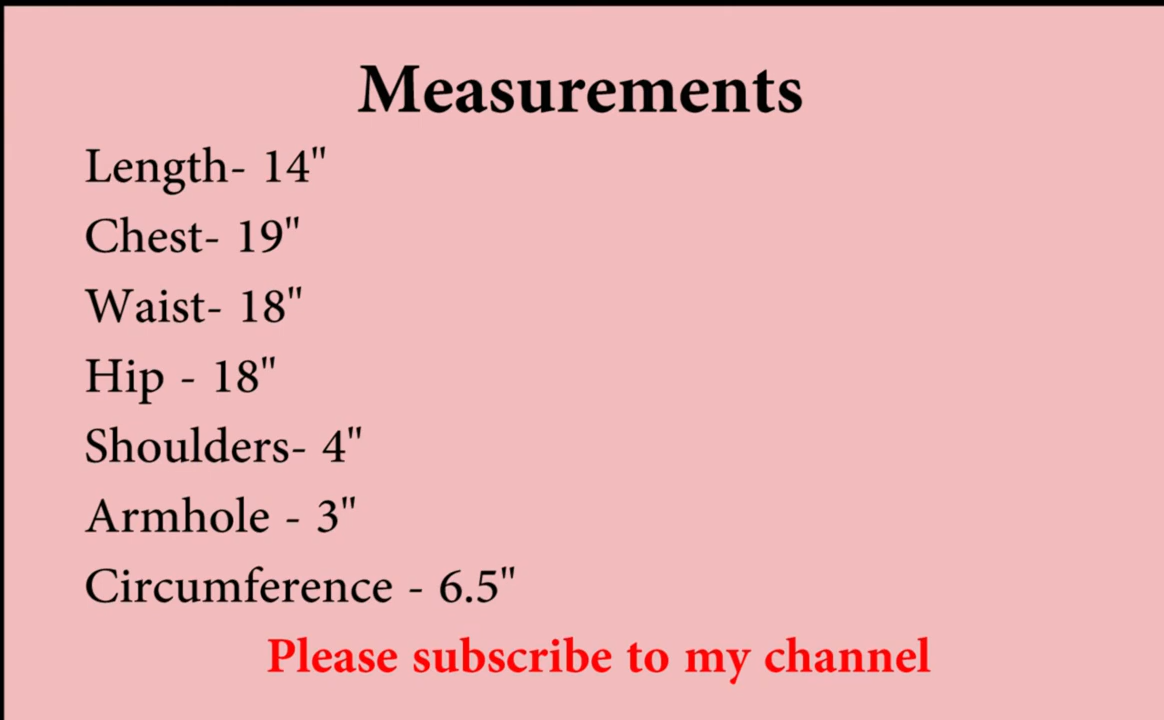 Measurements
Length- 14"
Chest- 19"
Waist- 18"
Hip - 18"
Shoulders- 4"
Armhole - 3"
Circumference - 6.5"
Please subscribe to my channel